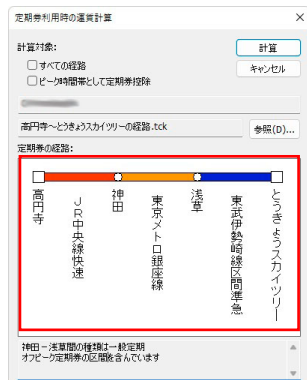 定期券利用時の運賃計算
計算対象:
すべての経路
ピーク時間帯として定期券控除
計算
キャンセル
高円寺～とうきょうスカイツリーの経路.tck
参照(D)...
定期券の経路:
高円寺
ＪＲ中央線快速
神田
東京メトロ銀座線
浅草
東武伊勢崎線区間準急
とうきょうスカイツリー
神田－浅草間の種類は一般定期
オフピーク定期券の区間を含んでいます